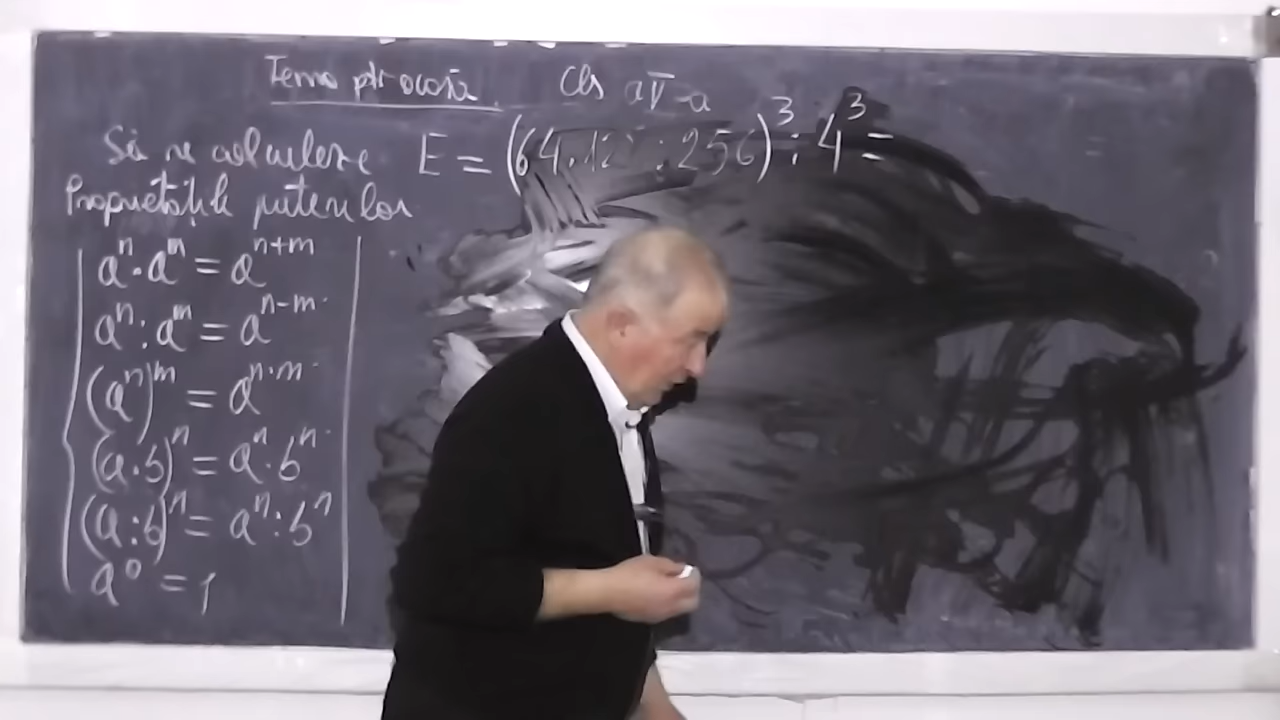 Tema ptr acasă Cls a V-a
Să se calculeze E = (64·12 :256)³:4³=
Proprietățile puterilor
aⁿ·aᵐ=aⁿ⁺ᵐ
aⁿ:aᵐ=aⁿ⁻ᵐ
(aⁿ)ᵐ=aⁿ·ᵐ
(a·b)ⁿ=aⁿ·bⁿ
(a:b)ⁿ=aⁿ:bⁿ
a⁰=1